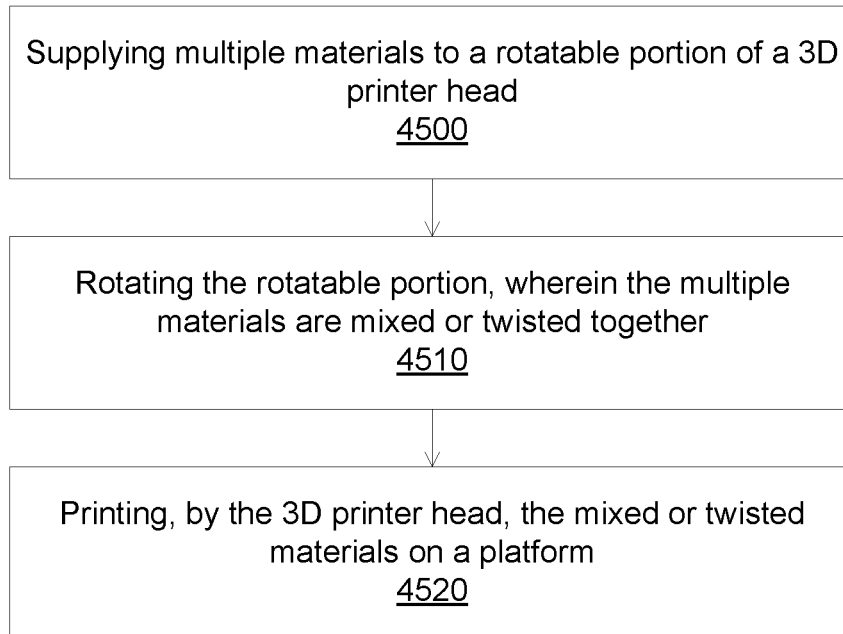 Supplying multiple materials to a rotatable portion of a 3D
printer head
4500
Rotating the rotatable portion, wherein the multiple
materials are mixed or twisted together
4510
Printing, by the 3D printer head, the mixed or twisted
materials on a platform
4520